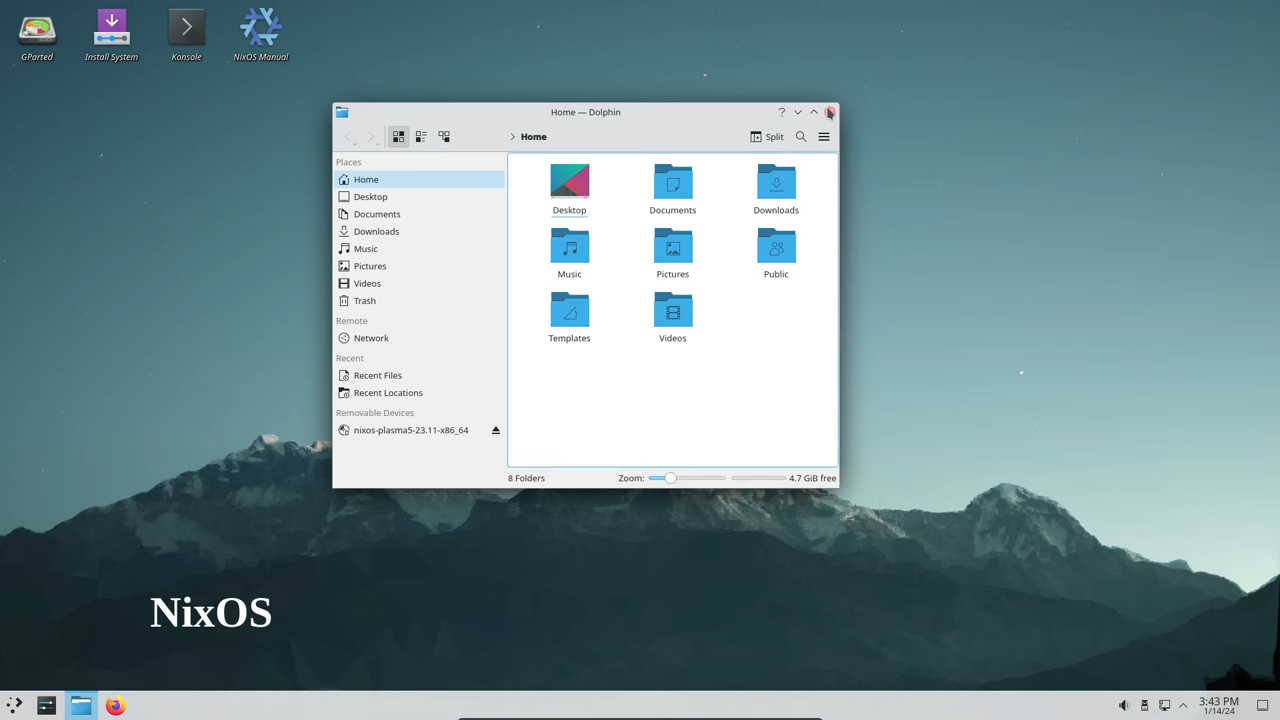 GParted
Install System
Konsole
NixOS Manual
Home — Dolphin
Home
Split
Places
Home
Desktop
Documents
Downloads
Music
Pictures
Videos
Trash
Remote
Network
Recent
Recent Files
Recent Locations
Removable Devices
nixos-plasma5-23.11-x86_64
Desktop
Documents
Downloads
Music
Pictures
Public
Templates
Videos
8 Folders
Zoom:
4.7 GiB free
NixOS
3:43 PM
1/14/24